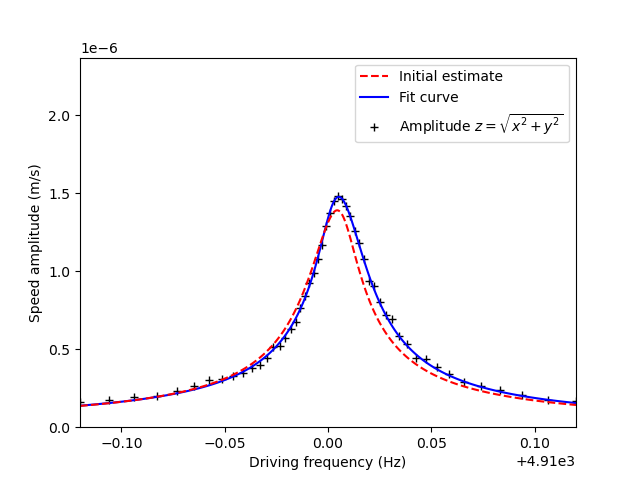 1e−6
Initial estimate
Fit curve
Amplitude z = √x² + y²
2.0
1.5
1.0
0.5
0.0
Speed amplitude (m/s)
−0.10 −0.05 0.00 0.05 0.10
Driving frequency (Hz)
+4.91e3